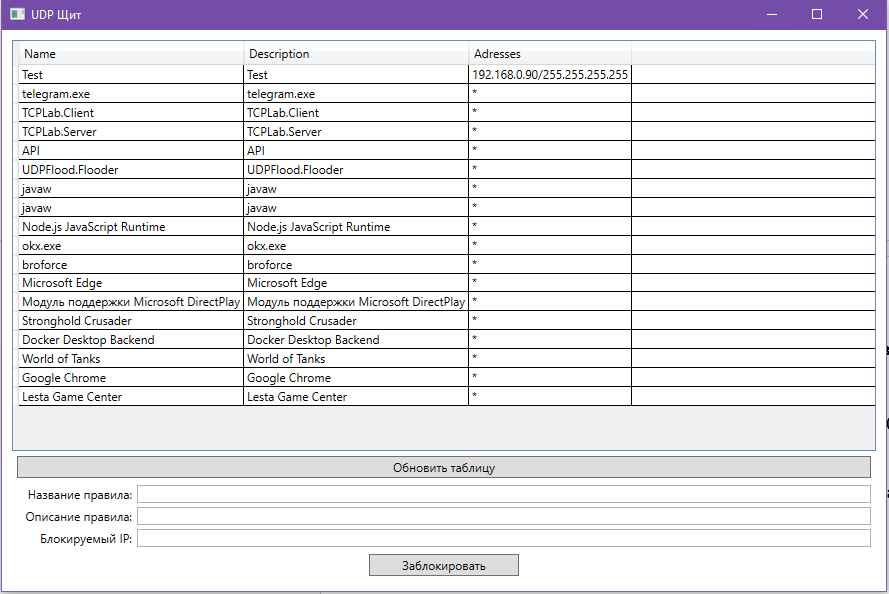 UDP Щит
Name Description Adresses
Test Test 192.168.0.90/255.255.255.255
telegram.exe telegram.exe *
TCPLab.Client TCPLab.Client *
TCPLab.Server TCPLab.Server *
API API *
UDPFlood.Flooder UDPFlood.Flooder *
javaw javaw *
javaw javaw *
Node.js JavaScript Runtime Node.js JavaScript Runtime *
okx.exe okx.exe *
broforce broforce *
Microsoft Edge Microsoft Edge *
Модуль поддержки Microsoft DirectPlay Модуль поддержки Microsoft DirectPlay *
Stronghold Crusader Stronghold Crusader *
Docker Desktop Backend Docker Desktop Backend *
World of Tanks World of Tanks *
Google Chrome Google Chrome *
Lesta Game Center Lesta Game Center *
Обновить таблицу
Название правила:
Описание правила:
Блокируемый IP:
Заблокировать